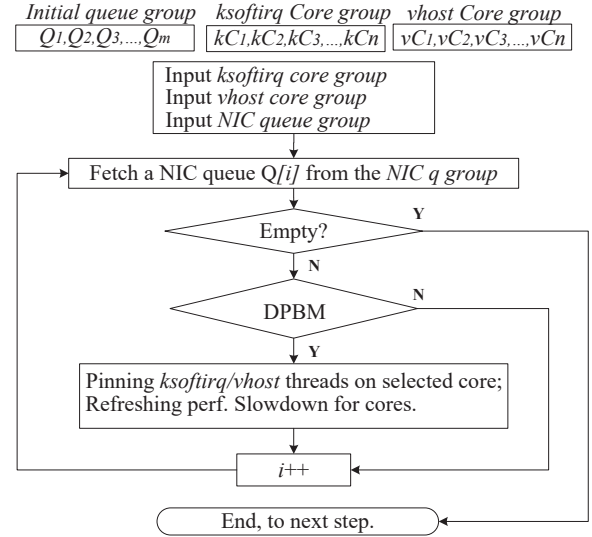 Initial queue group ksoftirq Core group vhost Core group
Q1,Q2,Q3,...,Qm kC1,kC2,kC3,...,kCn vC1,vC2,vC3,...,vCn
Input ksoftirq core group
Input vhost core group
Input NIC queue group
Fetch a NIC queue Q[i] from the NIC q group
Empty?
Y
N
DPBM
N
Y
Pinning ksoftirq/vhost threads on selected core;
Refreshing perf. Slowdown for cores.
i++
End, to next step.